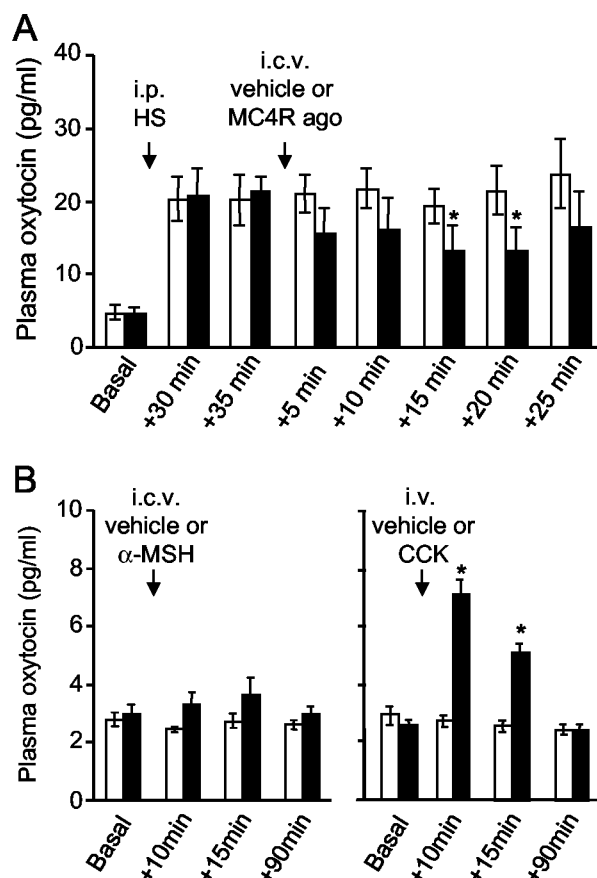 A
Plasma oxytocin (pg/ml)
40
30
20
10
0
i.p.
HS
i.c.v.
vehicle or
MC4R ago
*
*
Basal
+30 min
+35 min
+5 min
+10 min
+15 min
+20 min
+25 min
B
Plasma oxytocin (pg/ml)
10
8
6
4
2
0
i.c.v.
vehicle or
α-MSH
Basal
+10min
+15min
+90min
i.v.
vehicle or
CCK
*
*
Basal
+10min
+15min
+90min